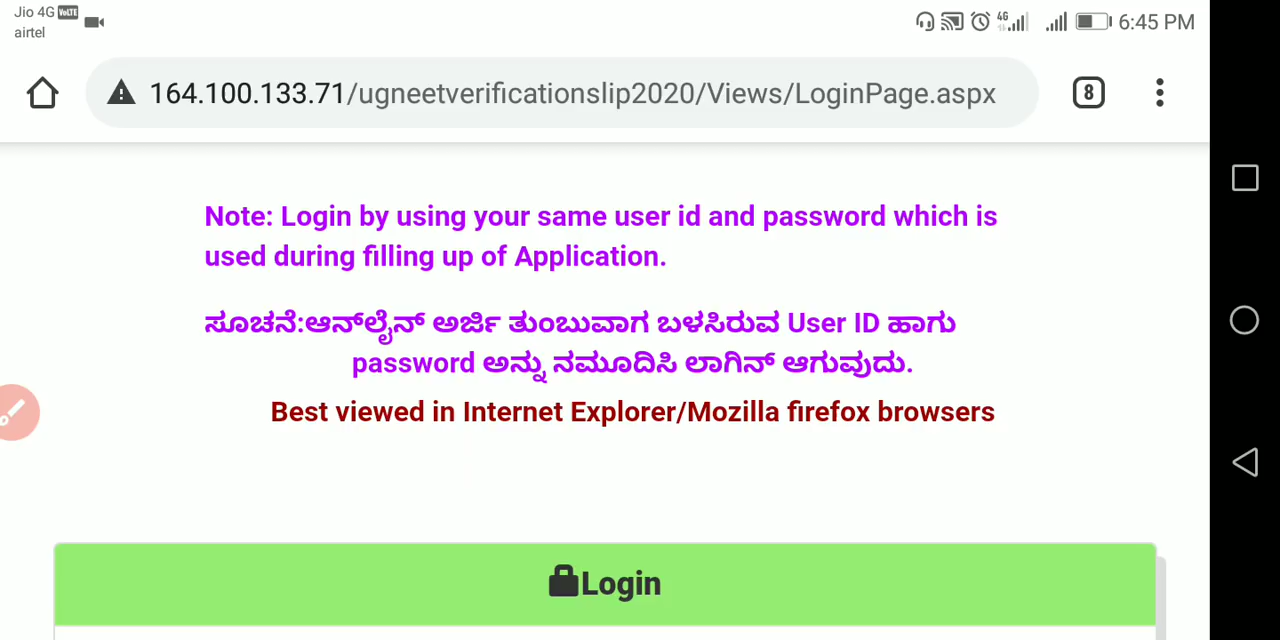 Jio 4G VoLTE
airtel
4G
6:45 PM
164.100.133.71/ugneetverificationslip2020/Views/LoginPage.aspx
8
Note: Login by using your same user id and password which is
used during filling up of Application.
ಸೂಚನೆ:ಆನ್‌ಲೈನ್ ಅರ್ಜಿ ತುಂಬುವಾಗ ಬಳಸಿರುವ User ID ಹಾಗು
password ಅನ್ನು ನಮೂದಿಸಿ ಲಾಗಿನ್ ಆಗುವುದು.
Best viewed in Internet Explorer/Mozilla firefox browsers
Login